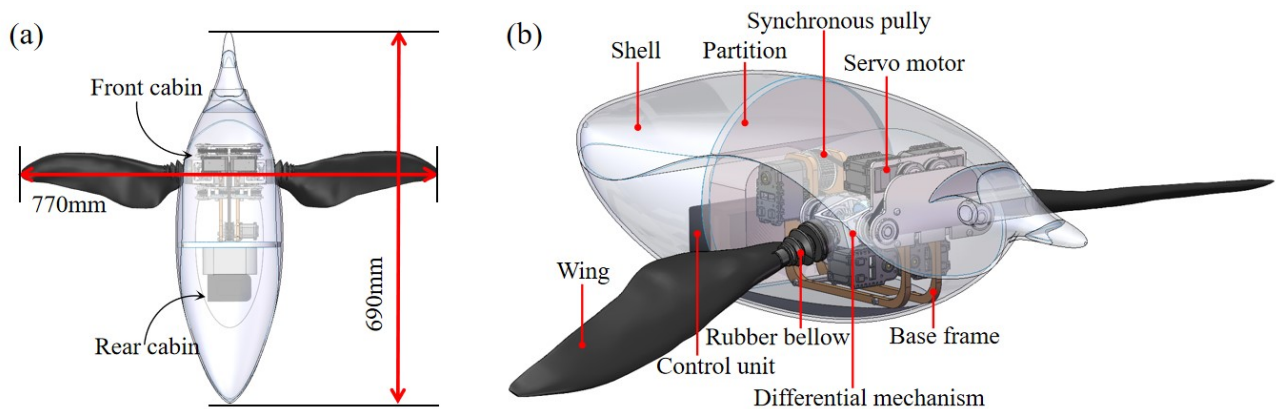 (a)
Front cabin
770mm
690mm
Rear cabin
(b)
Synchronous pully
Shell
Partition
Servo motor
Wing
Rubber bellow
Base frame
Control unit
Differential mechanism